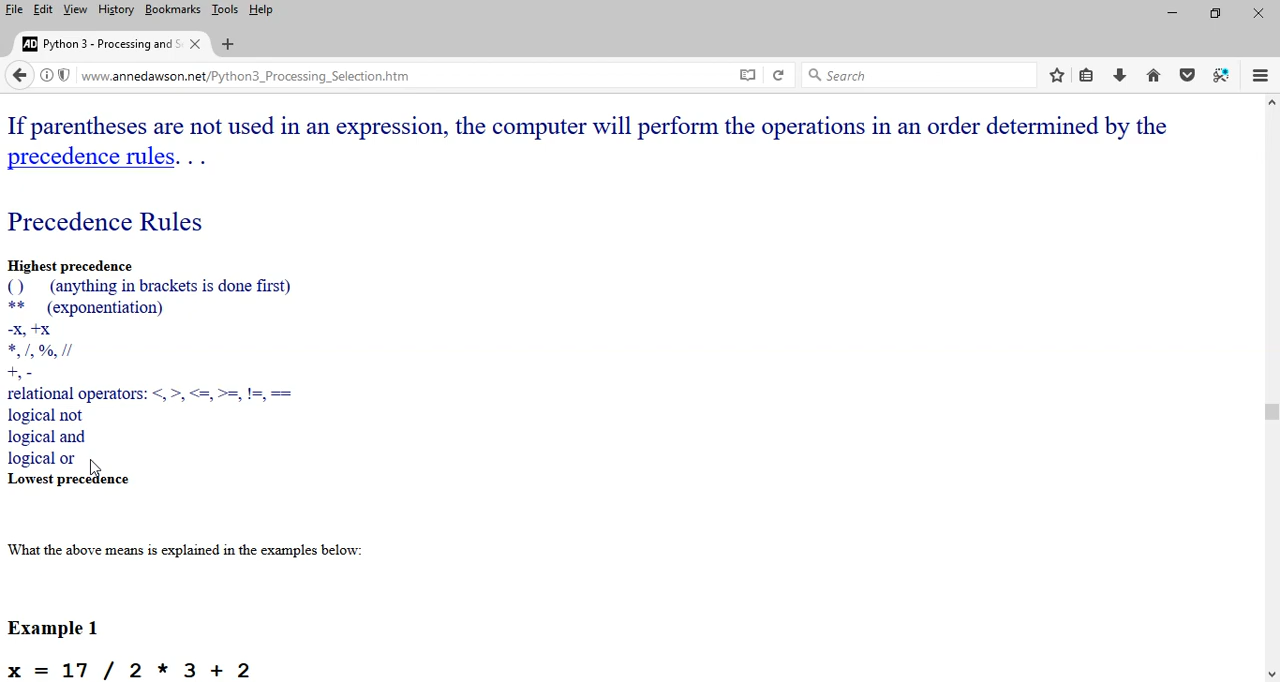 File Edit View History Bookmarks Tools Help
AD Python 3 - Processing and S
www.annedawson.net/Python3_Processing_Selection.htm Search
If parentheses are not used in an expression, the computer will perform the operations in an order determined by the
precedence rules. . .
Precedence Rules
Highest precedence
( ) (anything in brackets is done first)
** (exponentiation)
-x, +x
*, /, %, //
+, -
relational operators: <, >, <=, >=, !=, ==
logical not
logical and
logical or
Lowest precedence
What the above means is explained in the examples below:
Example 1
x = 17 / 2 * 3 + 2